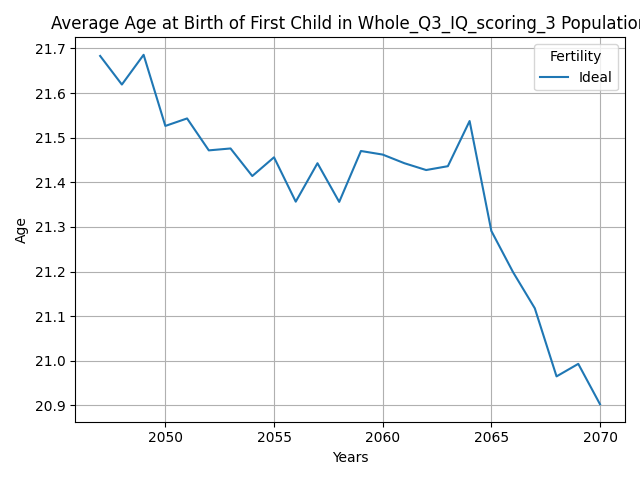 Average Age at Birth of First Child in Whole_Q3_IQ_scoring_3 Population
Fertility
Ideal
21.7
21.6
21.5
21.4
21.3
21.2
21.1
21.0
20.9
Age
2050 2055 2060 2065 2070
Years